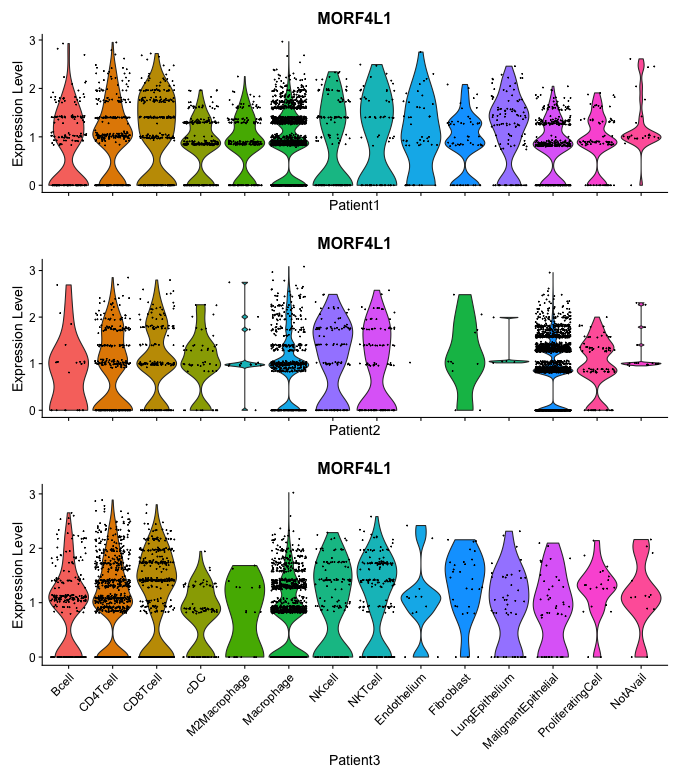 MORF4L1
Expression Level
3
2
1
0
Patient1
MORF4L1
Expression Level
3
2
1
0
Patient2
MORF4L1
Expression Level
3
2
1
0
Bcell
CD4Tcell
CD8Tcell
cDC
M2Macrophage
Macrophage
NKcell
NKTcell
Endothelium
Fibroblast
LungEpithelium
MalignantEpithelial
ProliferatingCell
NotAvail
Patient3